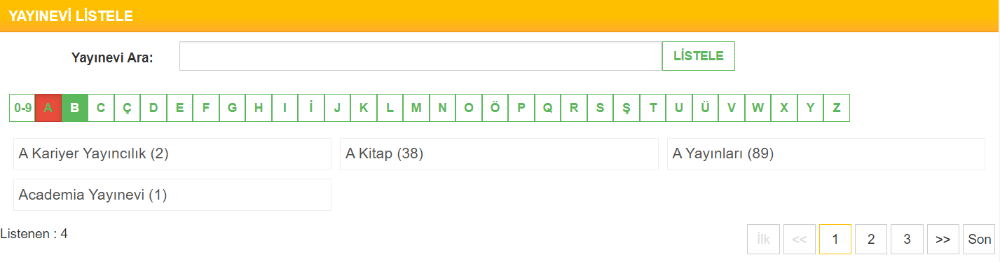 YAYINEVİ LİSTELE
Yayınevi Ara: LİSTELE
0-9 A B C Ç D E F G H I İ J K L M N O Ö P Q R S Ş T U Ü V W X Y Z
A Kariyer Yayıncılık (2) A Kitap (38) A Yayınları (89)
Academia Yayınevi (1)
Listenen : 4 İlk << 1 2 3 >> Son